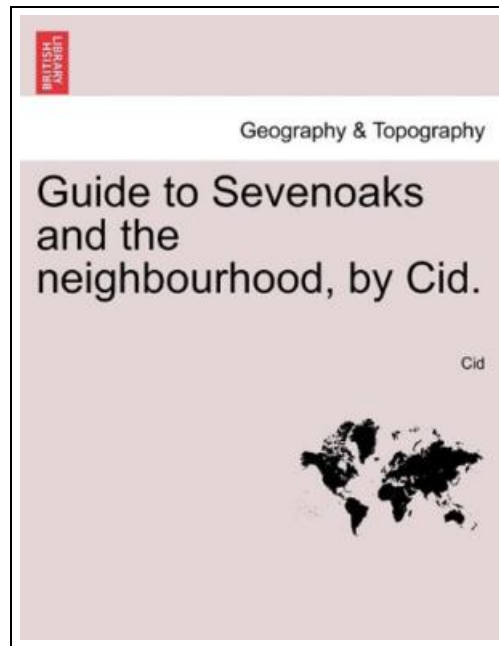 BRITISH
LIBRARY
Geography & Topography
Guide to Sevenoaks
and the
neighbourhood, by Cid.
Cid